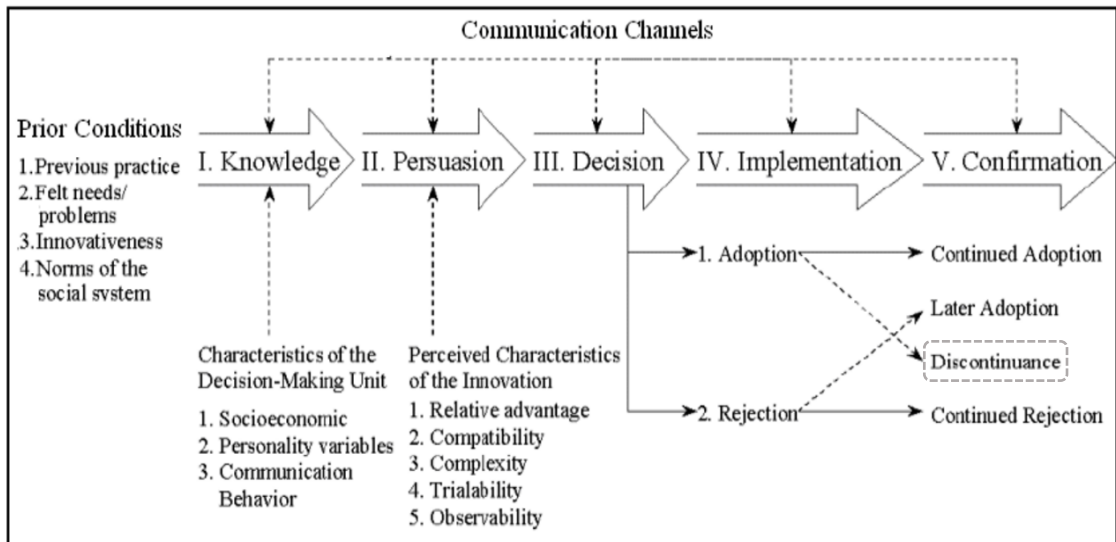 Communication Channels
Prior Conditions
1.Previous practice
2.Felt needs/
problems
3.Innovativeness
4.Norms of the
social system
I. Knowledge
II. Persuasion
III. Decision
IV. Implementation
V. Confirmation
1. Adoption
Continued Adoption
Later Adoption
Discontinuance
2. Rejection
Continued Rejection
Characteristics of the
Decision-Making Unit
1. Socioeconomic
2. Personality variables
3. Communication
Behavior
Perceived Characteristics
of the Innovation
1. Relative advantage
2. Compatibility
3. Complexity
4. Trialability
5. Observability